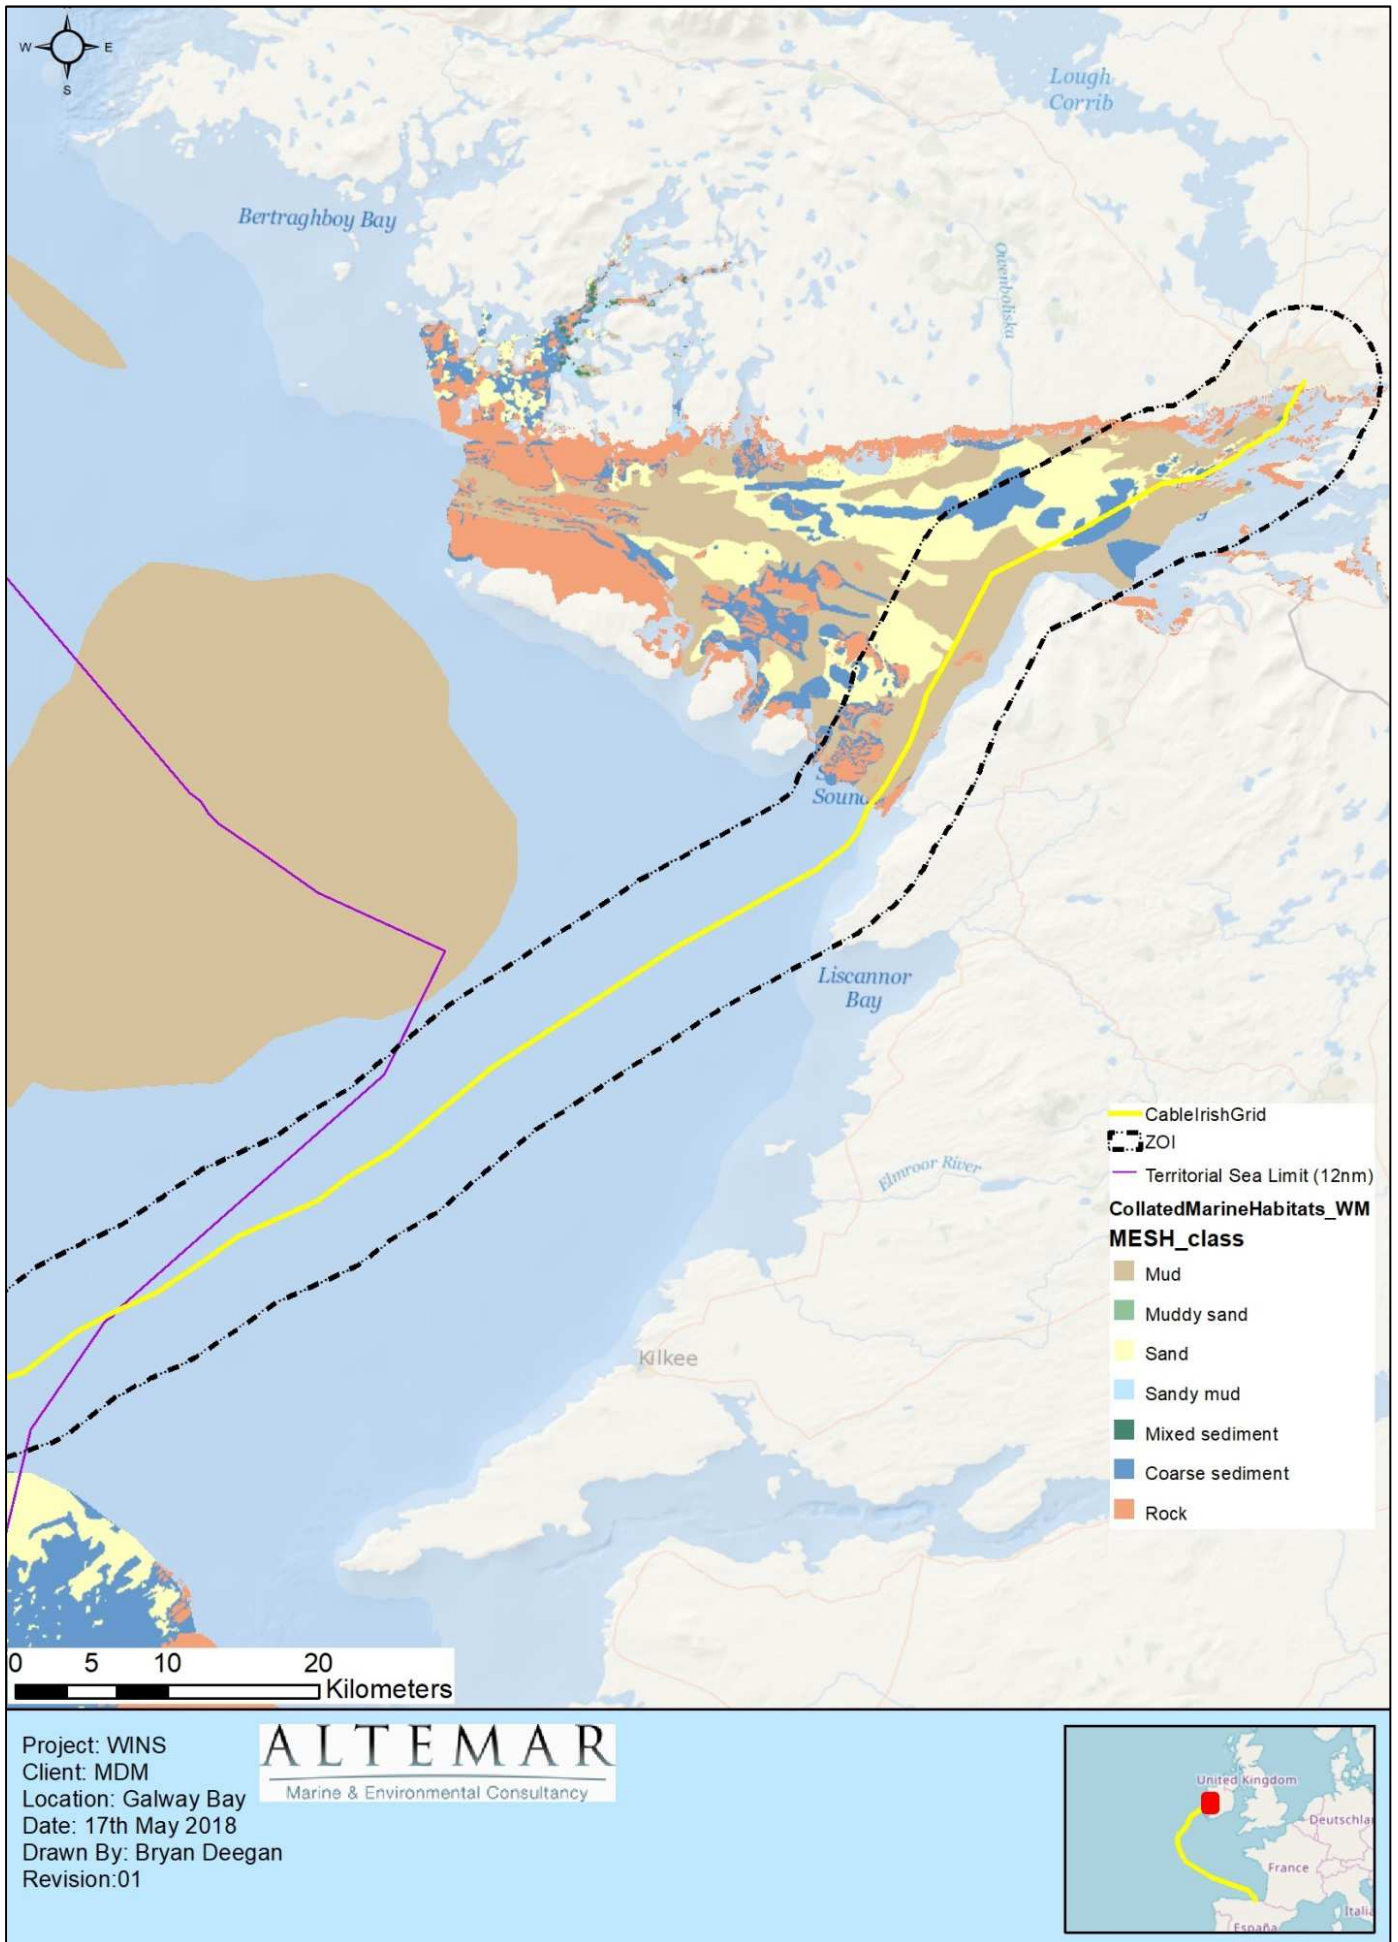 W
E
S
Lough
Corrib
Bertraghboy Bay
Owenboliska
Sound
Liscannor
Bay
CableIrishGrid
ZOI
Territorial Sea Limit (12nm)
CollatedMarineHabitats_WM
MESH_class
Elmroor River
Mud
Muddy sand
Sand
Kilkee
Sandy mud
Mixed sediment
Coarse sediment
Rock
0 5 10 20
Kilometers
Project: WINS
Client: MDM
Location: Galway Bay
Date: 17th May 2018
Drawn By: Bryan Deegan
Revision:01
ALTEMAR
Marine & Environmental Consultancy
United Kingdom
Deutschla
France
Italia
España